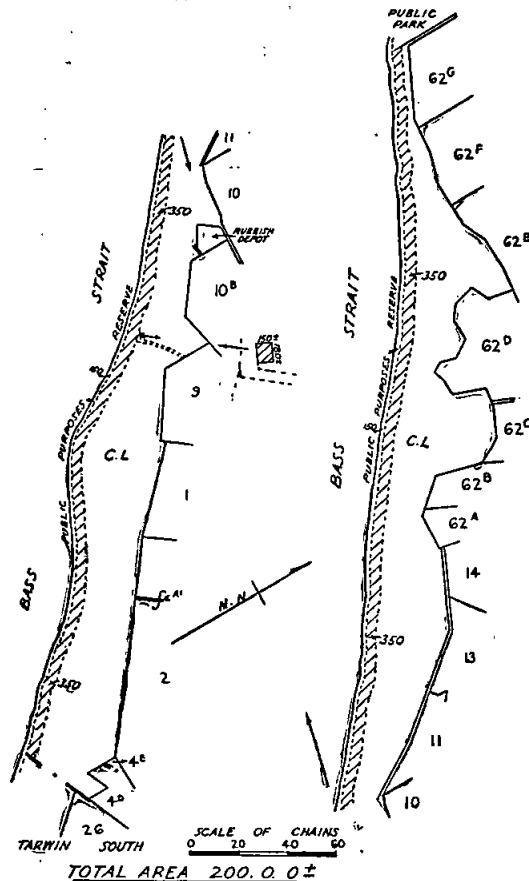 PUBLIC
PARK
62G
62F
62E
350
STRAIT
RESERVE
62D
PURPOSES
PUBLIC
C.L
62C
BASS
62B
62A
14
350
13
11
10
11
10
350
RUBBISH
DEPOT
STRAIT
RESERVE
10B
150±
9
PURPOSES
C.L
PUBLIC
1
BASS
M.N
2
350
4E
4D
26
TARWIN SOUTH
SCALE OF CHAINS
0 20 40 60
TOTAL AREA 200.0.0±